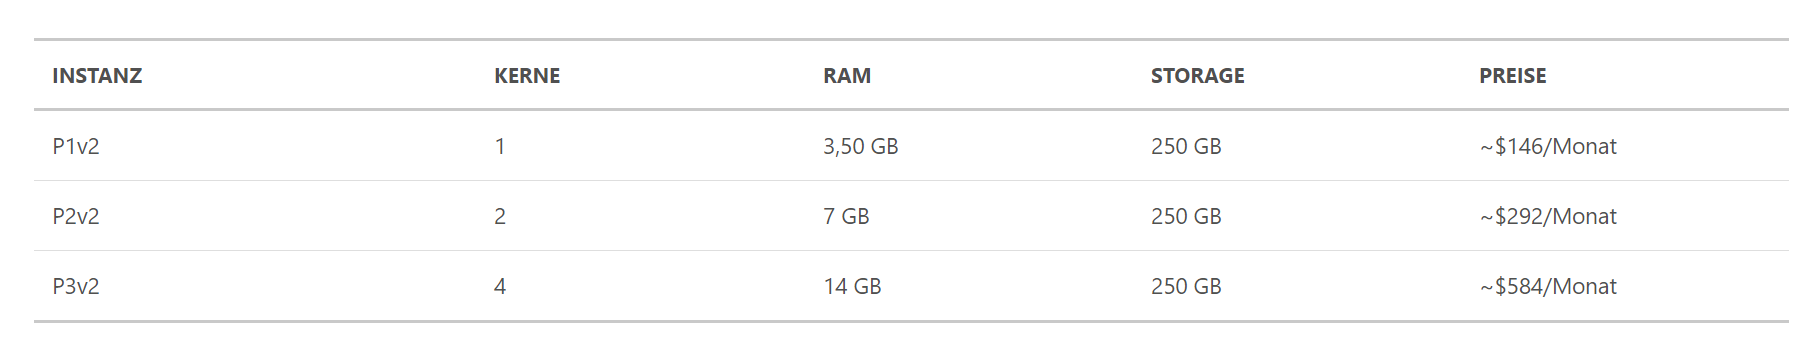 INSTANZ KERNE RAM STORAGE PREISE
P1v2 1 3,50 GB 250 GB ~$146/Monat
P2v2 2 7 GB 250 GB ~$292/Monat
P3v2 4 14 GB 250 GB ~$584/Monat